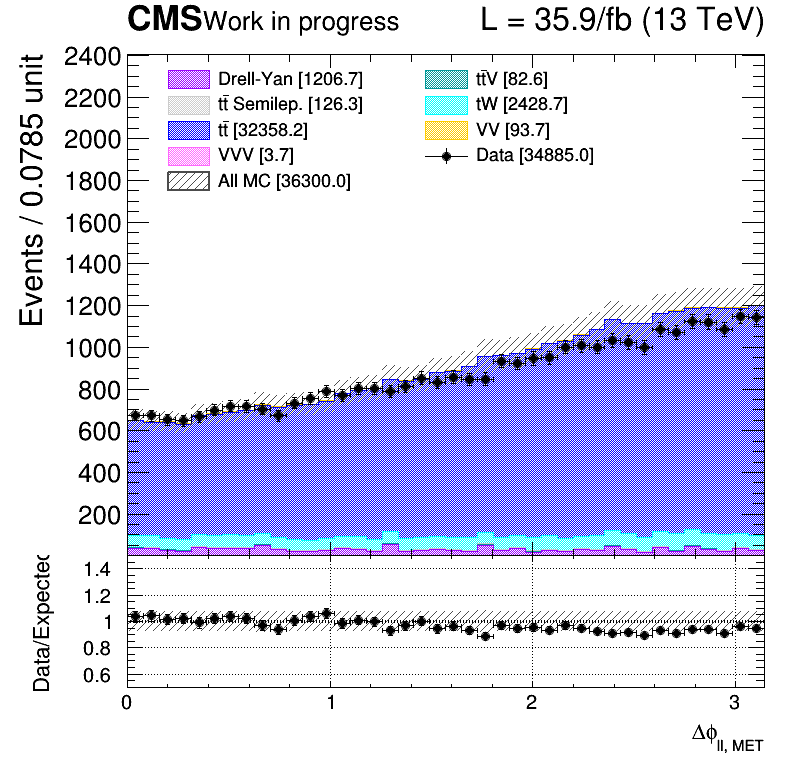 CMS Work in progress L = 35.9/fb (13 TeV)
Events / 0.0785 unit
2400
2200
2000
1800
1600
1400
1200
1000
800
600
400
200
Drell-Yan [1206.7]
tt̄ Semilep. [126.3]
tt̄ [32358.2]
VVV [3.7]
All MC [36300.0]
tt̄V [82.6]
tW [2428.7]
VV [93.7]
Data [34885.0]
Data/Expected
1.4
1.2
1
0.8
0.6
0 1 2 3
Δϕ_ll, MET